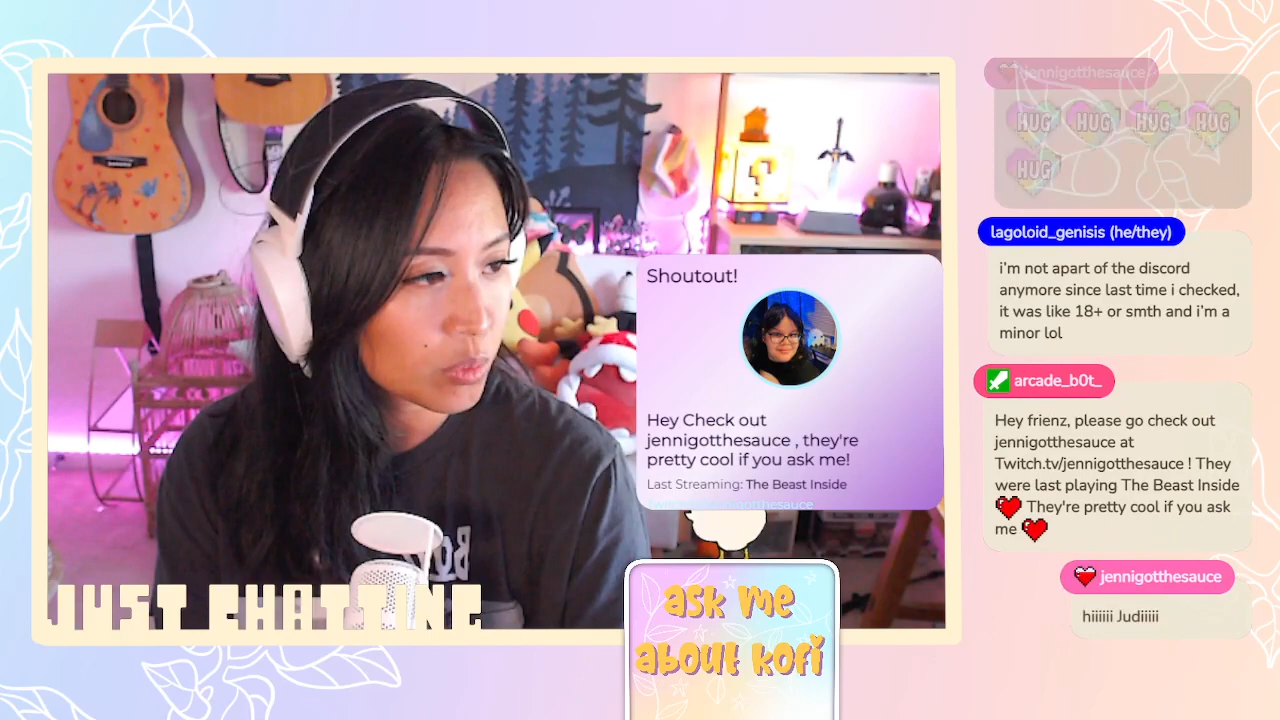 jennigotthesauce
HUG HUG HUG HUG
HUG
lagoloid_genisis (he/they)
i'm not apart of the discord
anymore since last time i checked,
it was like 18+ or smth and i'm a
minor lol
arcade_b0t_
Hey frienz, please go check out
jennigotthesauce at
Twitch.tv/jennigotthesauce ! They
were last playing The Beast Inside
They're pretty cool if you ask
me
jennigotthesauce
hiiiiii Judiiiii
Shoutout!
Hey Check out
jennigotthesauce , they're
pretty cool if you ask me!
Last Streaming: The Beast Inside
JUST CHATTING
ask me
about kofi